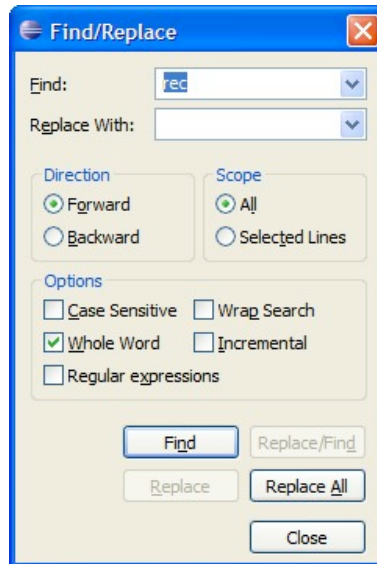 Find/Replace
Find: rec
Replace With:
Direction Scope
Forward All
Backward Selected Lines
Options
Case Sensitive Wrap Search
Whole Word Incremental
Regular expressions
Find Replace/Find
Replace Replace All
Close